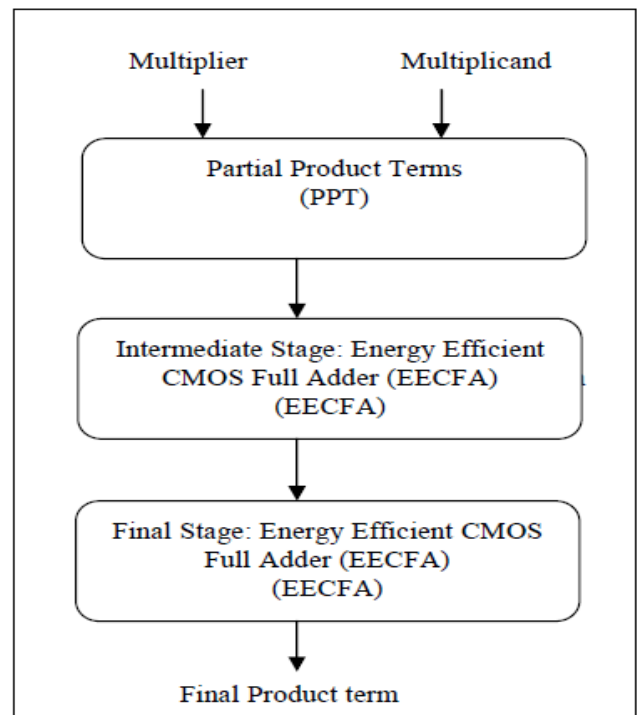 Multiplier Multiplicand
Partial Product Terms
(PPT)
Intermediate Stage: Energy Efficient
CMOS Full Adder (EECFA)
(EECFA)
Final Stage: Energy Efficient CMOS
Full Adder (EECFA)
(EECFA)
Final Product term